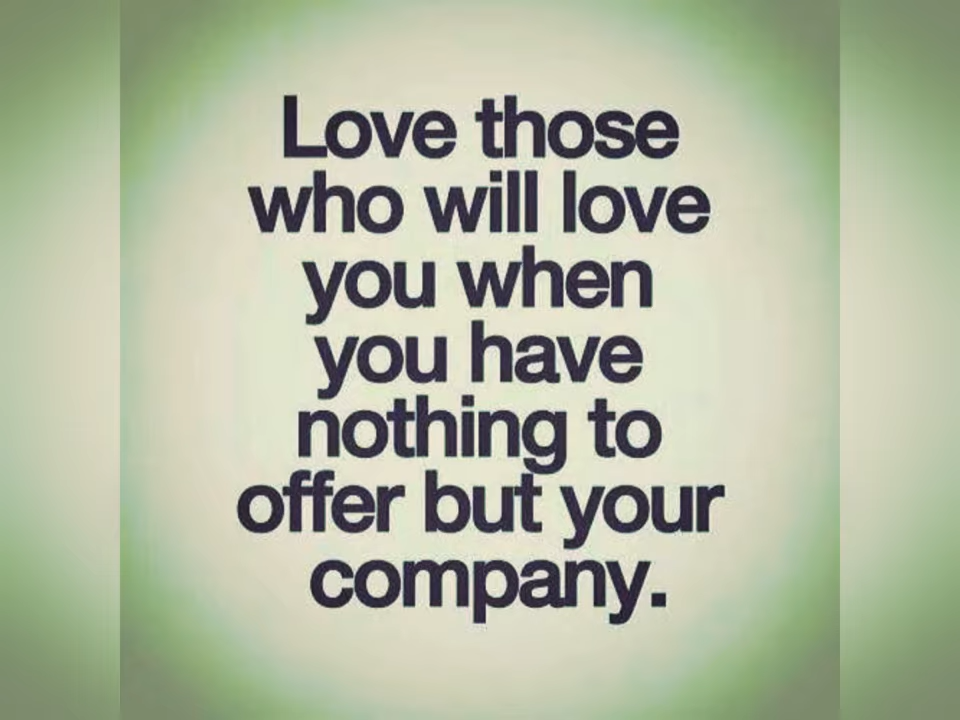 Love those
who will love
you when
you have
nothing to
offer but your
company.